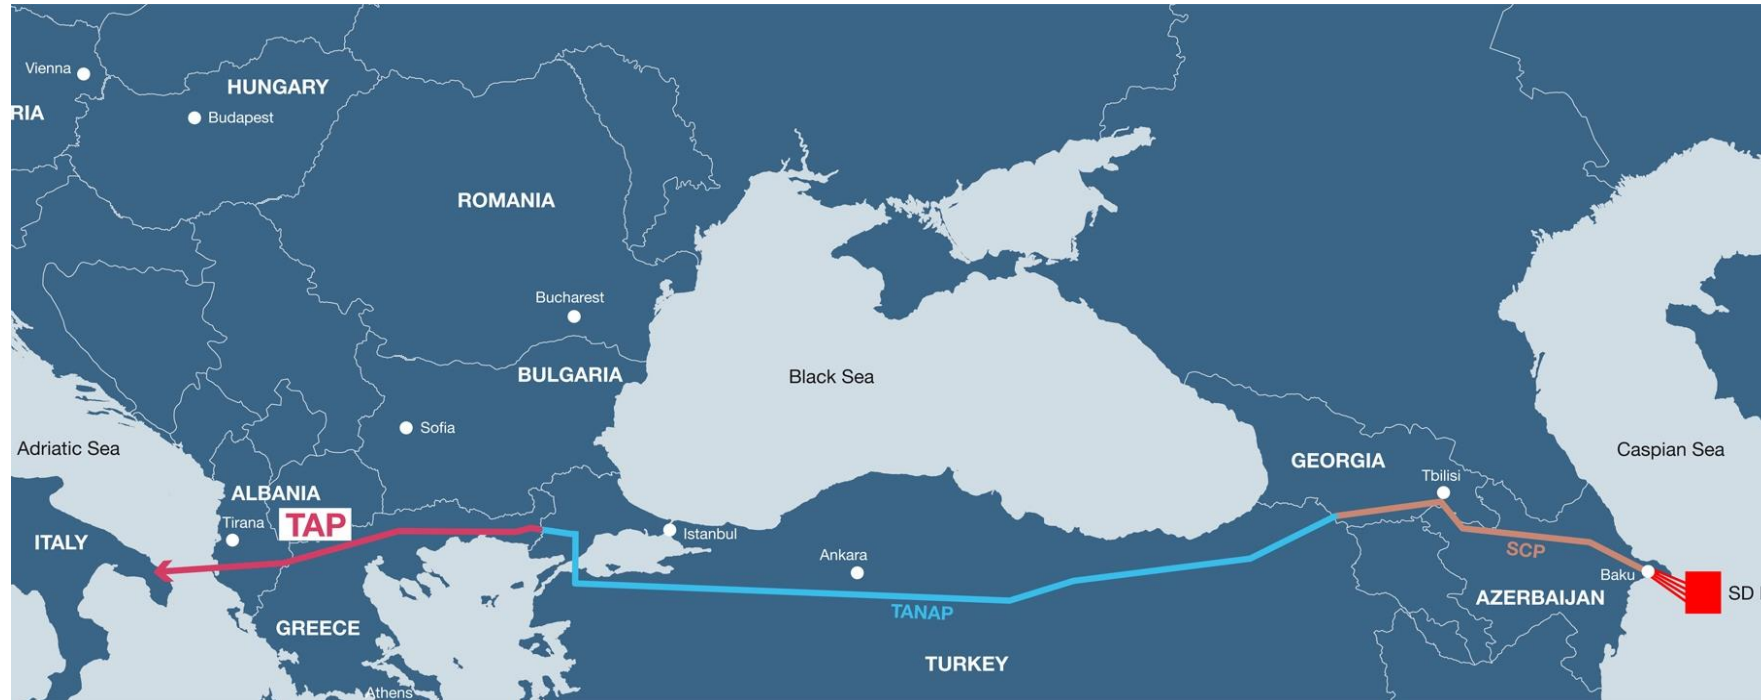 Vienna
HUNGARY
RIA
Budapest
ROMANIA
Bucharest
BULGARIA
Black Sea
Sofia
Adriatic Sea
Caspian Sea
GEORGIA
Tbilisi
ALBANIA
TAP
Tirana
ITALY
Istanbul
Ankara
SCP
Baku
AZERBAIJAN
SD
TANAP
GREECE
TURKEY
Athens